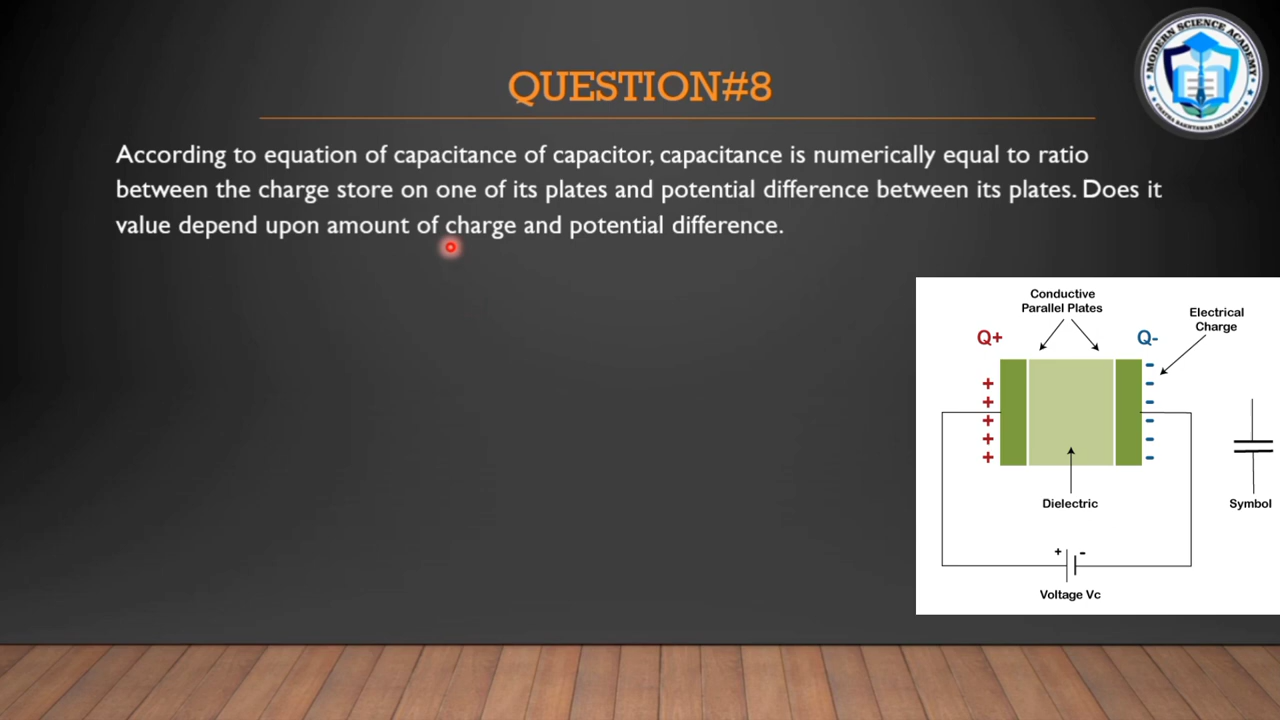 QUESTION#8
MODERN SCIENCE ACADEMY
According to equation of capacitance of capacitor, capacitance is numerically equal to ratio
between the charge store on one of its plates and potential difference between its plates. Does it
value depend upon amount of charge and potential difference.
Conductive
Parallel Plates
Electrical
Charge
Q+
Q-
+
+
+
+
+
-
-
-
-
-
-
Dielectric
Symbol
+ -
Voltage Vc